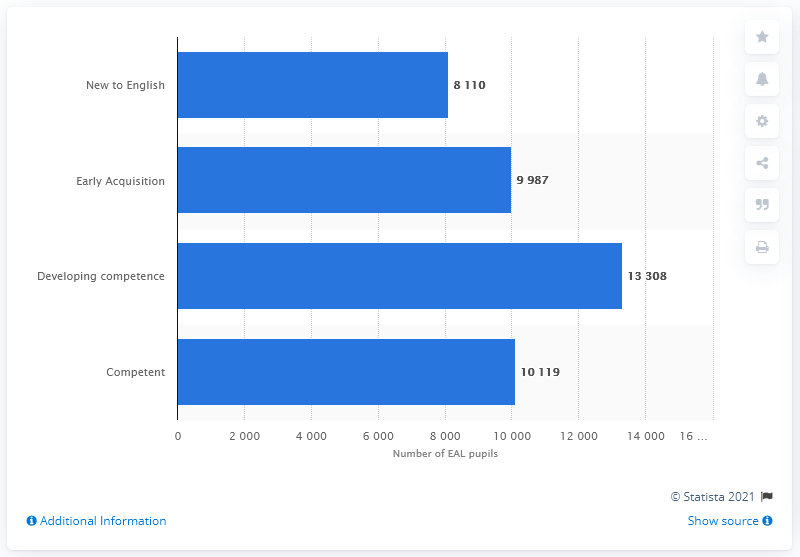 New to English
8 110
Early Acquisition
9 987
Developing competence
13 308
Competent
10 119
0 2 000 4 000 6 000 8 000 10 000 12 000 14 000 16 ...
Number of EAL pupils
© Statista 2021
Additional Information
Show source